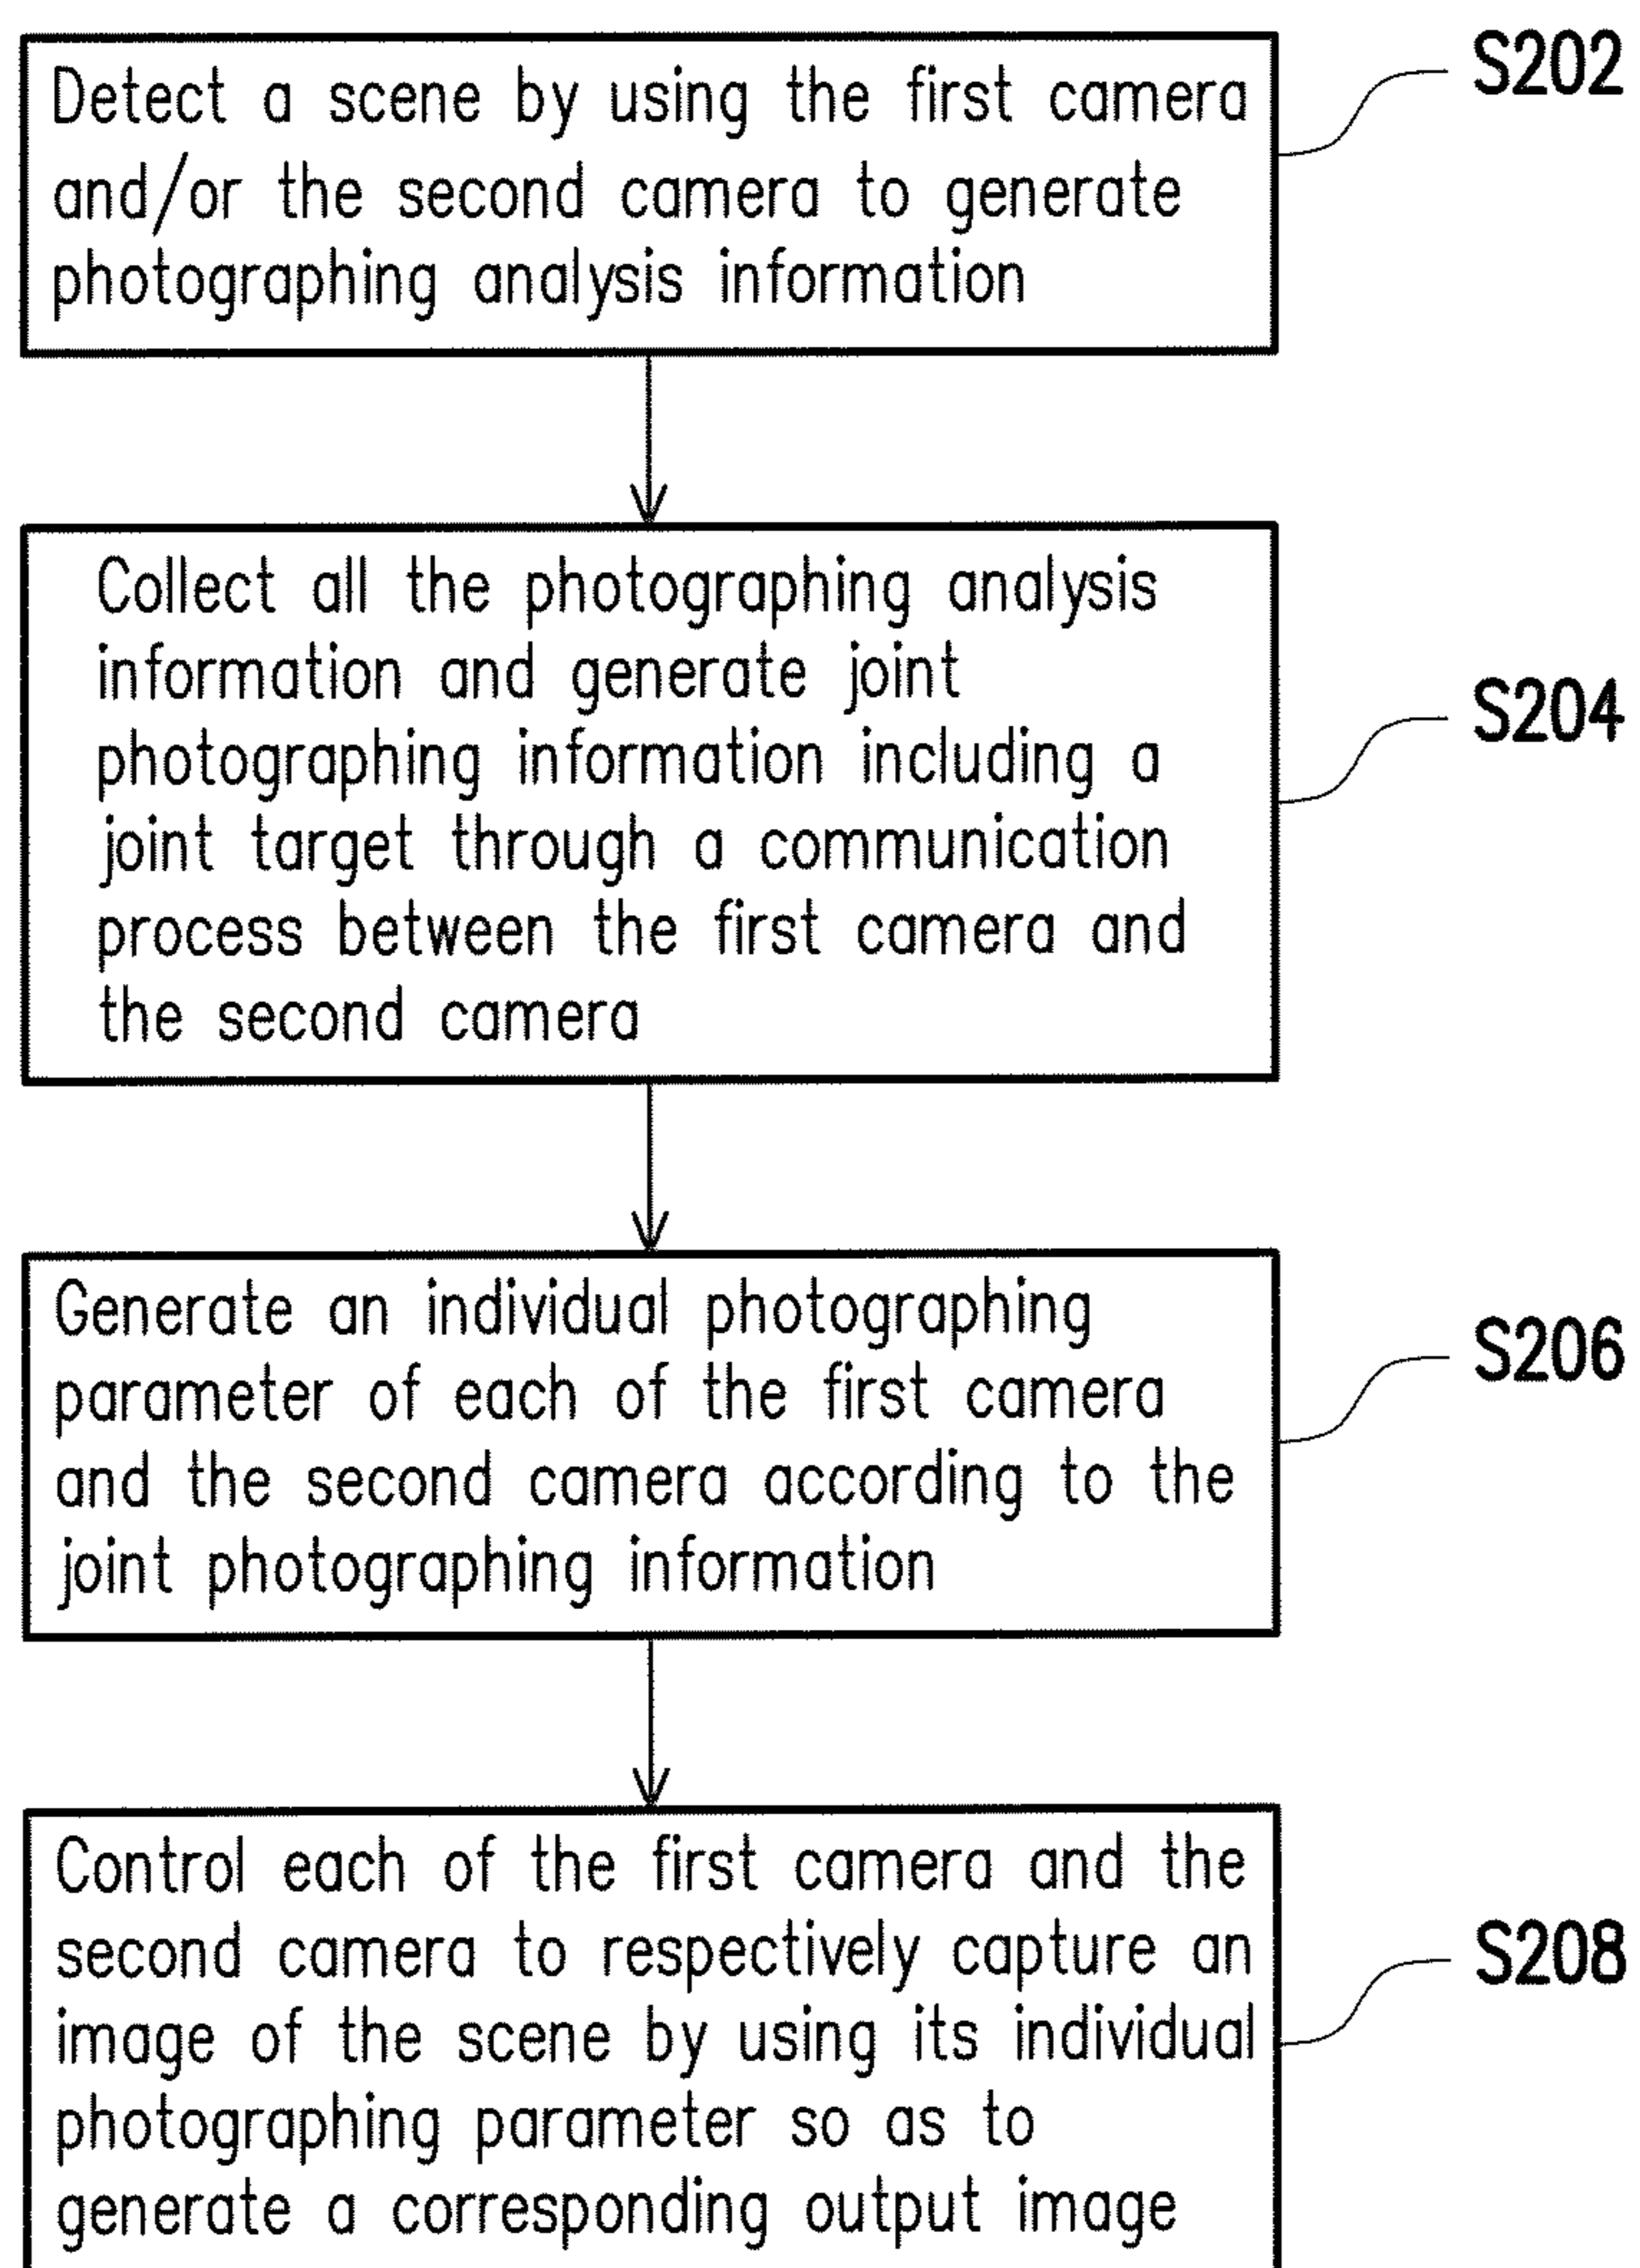 Detect a scene by using the first camera
and/or the second camera to generate
photographing analysis information
S202
Collect all the photographing analysis
information and generate joint
photographing information including a
joint target through a communication
process between the first camera and
the second camera
S204
Generate an individual photographing
parameter of each of the first camera
and the second camera according to the
joint photographing information
S206
Control each of the first camera and the
second camera to respectively capture an
image of the scene by using its individual
photographing parameter so as to
generate a corresponding output image
S208